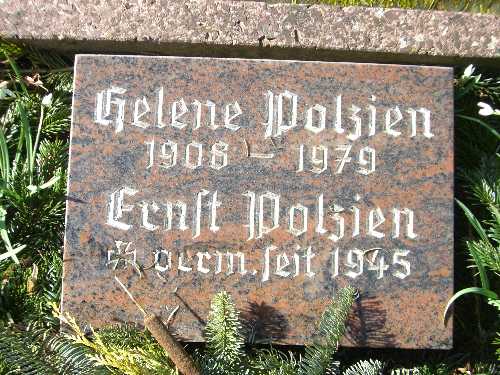 Helene Polzien
1908 – 1979
Ernſt Polzien
✠ verm. ſeit 1945